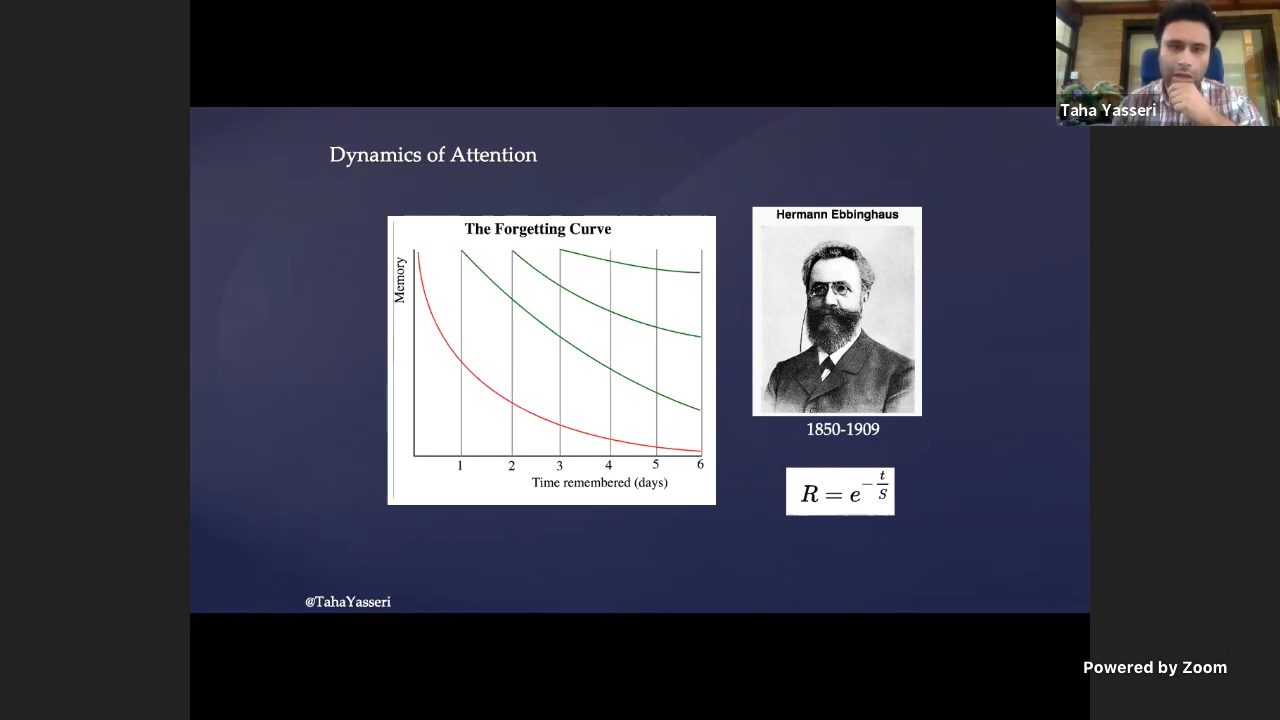 Taha Yasseri
Dynamics of Attention
The Forgetting Curve
Memory
1 2 3 4 5 6
Time remembered (days)
Hermann Ebbinghaus
1850-1909
R = e^{-t/S}
@TahaYasseri
Powered by Zoom